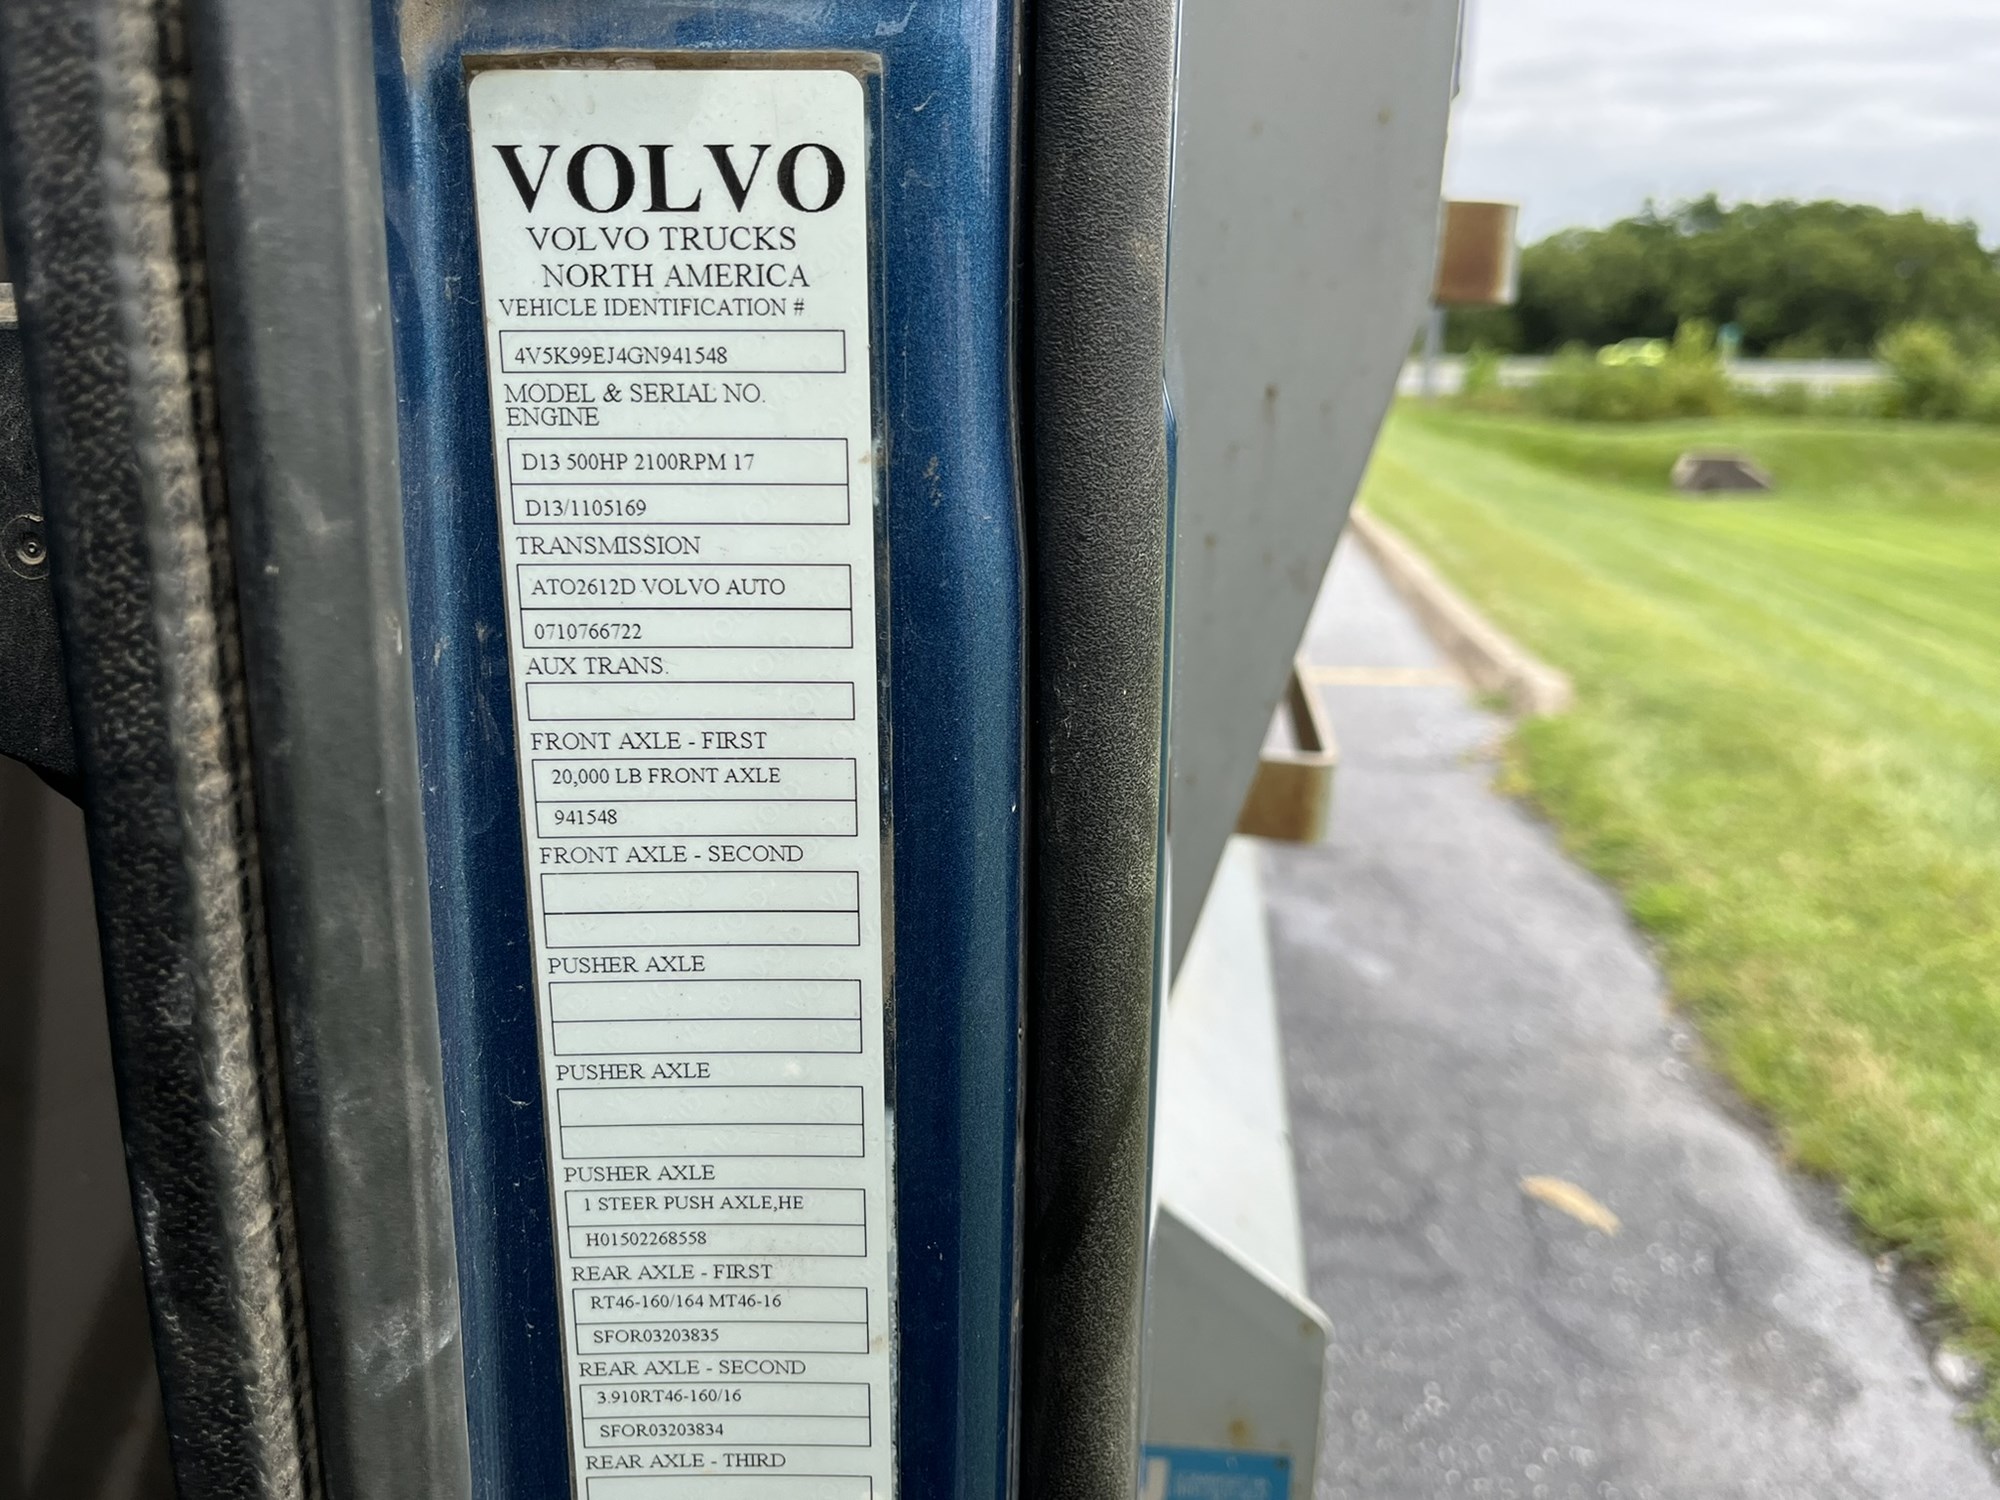 VOLVO
VOLVO TRUCKS
NORTH AMERICA
VEHICLE IDENTIFICATION #
4V5K99EJ4GN941548
MODEL & SERIAL NO.
ENGINE
D13 500HP 2100RPM 17
D13/1105169
TRANSMISSION
ATO2612D VOLVO AUTO
0710766722
AUX TRANS.
FRONT AXLE - FIRST
20,000 LB FRONT AXLE
941548
FRONT AXLE - SECOND
PUSHER AXLE
PUSHER AXLE
PUSHER AXLE
1 STEER PUSH AXLE,HE
H01502268558
REAR AXLE - FIRST
RT46-160/164 MT46-16
SFOR03203835
REAR AXLE - SECOND
3.910RT46-160/16
SFOR03203834
REAR AXLE - THIRD